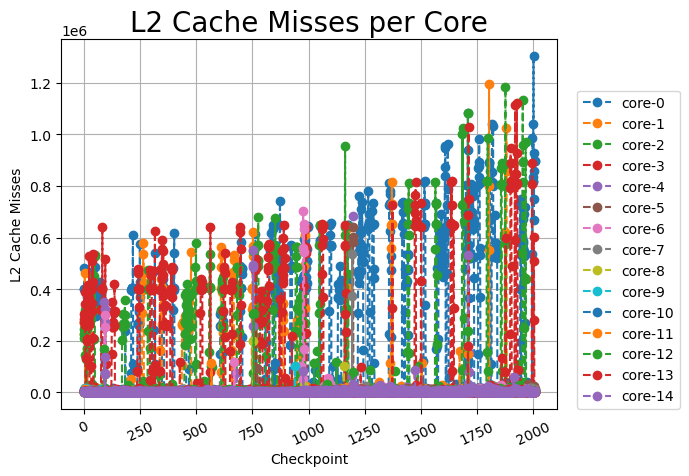 L2 Cache Misses per Core
1e6
1.2
1.0
0.8
0.6
0.4
0.2
0.0
L2 Cache Misses
0
250
500
750
1000
1250
1500
1750
2000
Checkpoint
core-0
core-1
core-2
core-3
core-4
core-5
core-6
core-7
core-8
core-9
core-10
core-11
core-12
core-13
core-14